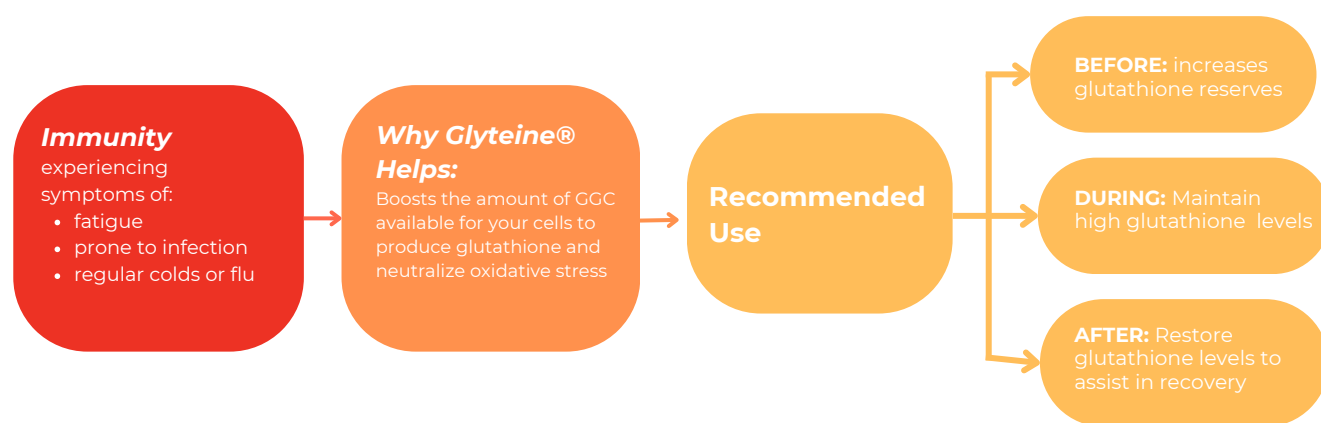 Immunity
experiencing
symptoms of:
• fatigue
• prone to infection
• regular colds or flu
Why Glyteine®
Helps:
Boosts the amount of GGC
available for your cells to
produce glutathione and
neutralize oxidative stress
Recommended
Use
BEFORE: increases
glutathione reserves
DURING: Maintain
high glutathione levels
AFTER: Restore
glutathione levels to
assist in recovery